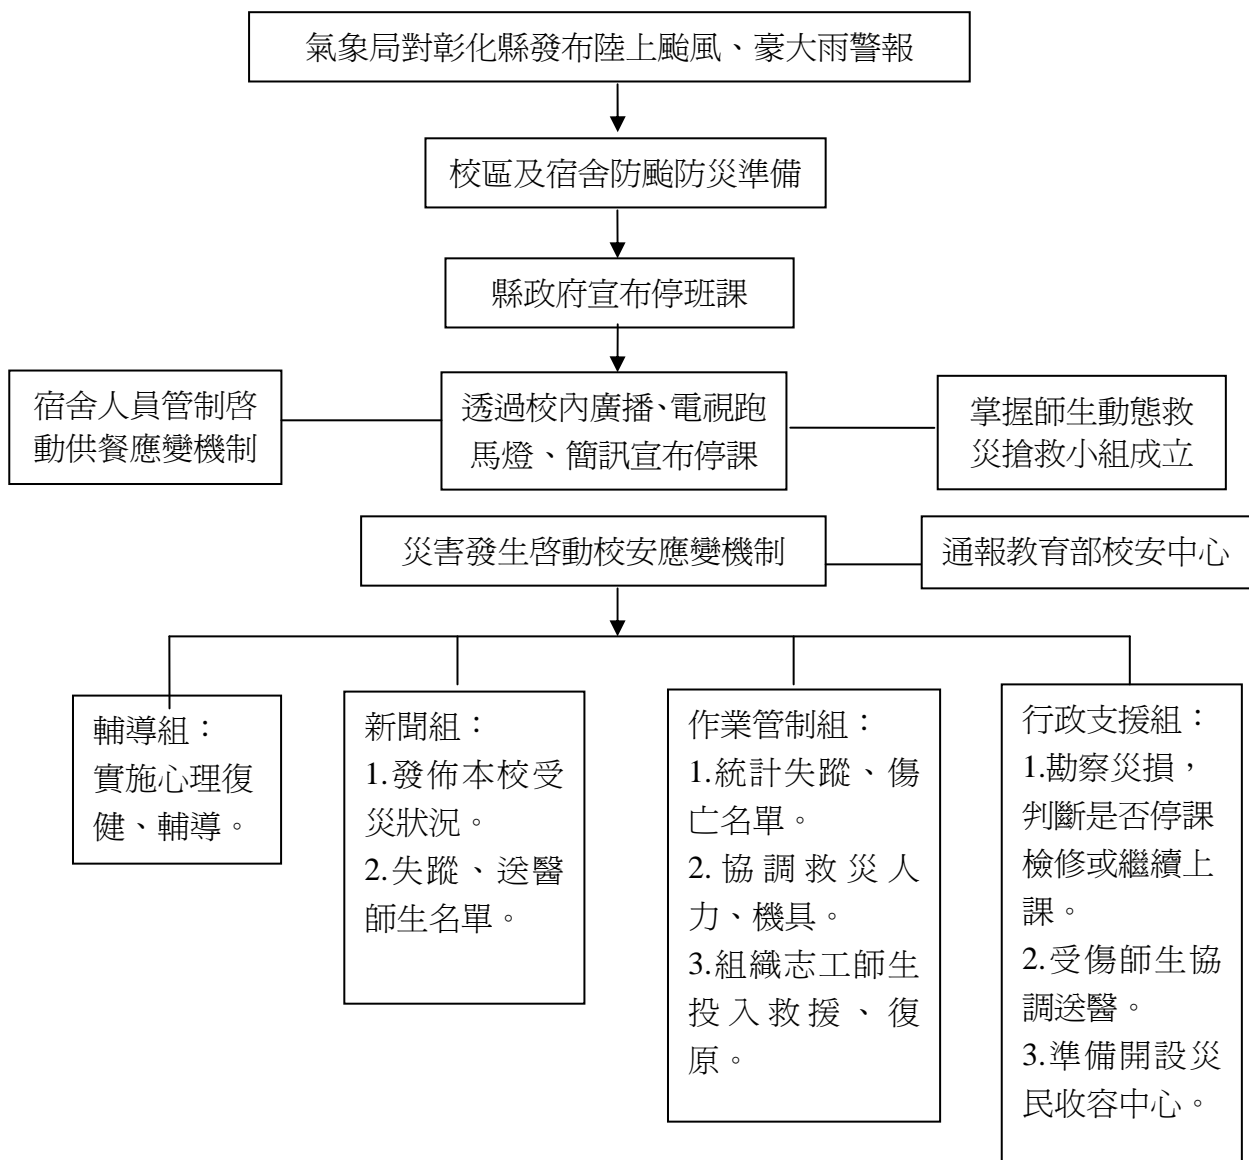 氣象局對彰化縣發布陸上颱風、豪大雨警報
校區及宿舍防颱防災準備
縣政府宣布停班課
宿舍人員管制啓
動供餐應變機制
透過校內廣播、電視跑
馬燈、簡訊宣布停課
掌握師生動態救
災搶救小組成立
災害發生啓動校安應變機制
通報教育部校安中心
輔導組：
實施心理復
健、輔導。
新聞組：
1.發佈本校受
災狀況。
2.失蹤、送醫
師生名單。
作業管制組：
1.統計失蹤、傷
亡名單。
2.協調救災人
力、機具。
3.組織志工師生
投入救援、復
原。
行政支援組：
1.勘察災損，
判斷是否停課
檢修或繼續上
課。
2.受傷師生協
調送醫。
3.準備開設災
民收容中心。